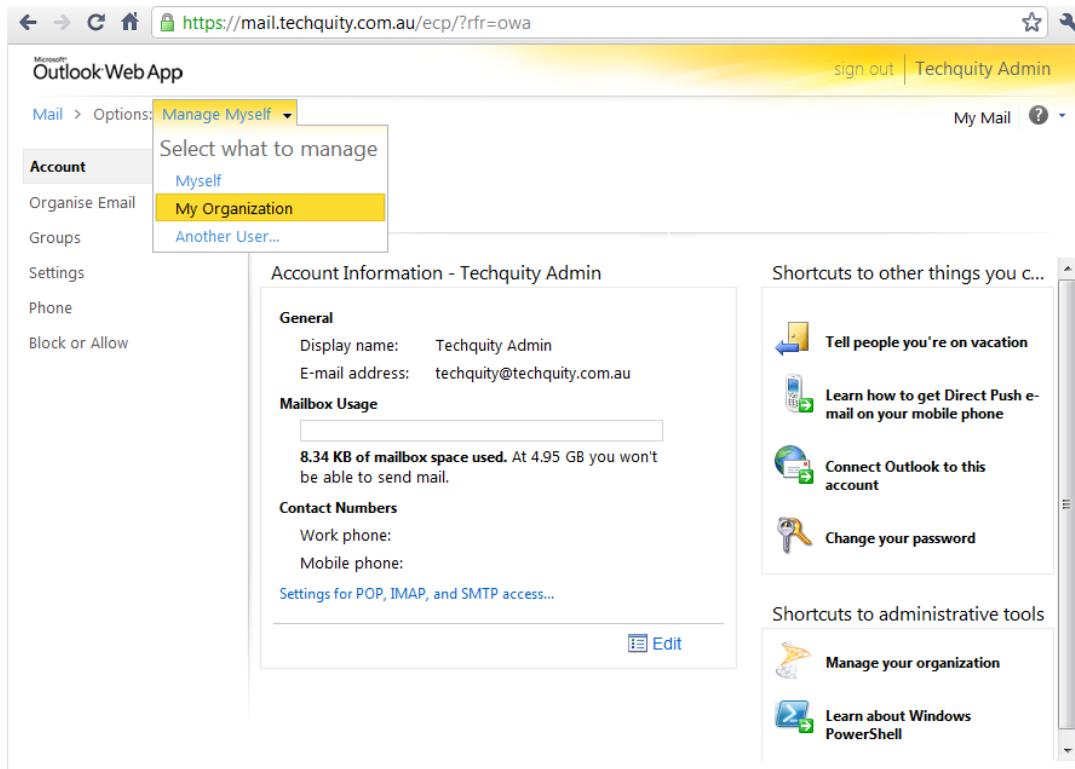 https://mail.techquity.com.au/ecp/?rfr=owa
Microsoft®
Outlook Web App
sign out
Techquity Admin
Mail > Options: Manage Myself
My Mail
Select what to manage
Myself
My Organization
Another User...
Account
Organise Email
Groups
Settings
Phone
Block or Allow
Account Information - Techquity Admin
General
Display name: Techquity Admin
E-mail address: techquity@techquity.com.au
Mailbox Usage
8.34 KB of mailbox space used. At 4.95 GB you won't
be able to send mail.
Contact Numbers
Work phone:
Mobile phone:
Settings for POP, IMAP, and SMTP access...
Edit
Shortcuts to other things you c...
Tell people you're on vacation
Learn how to get Direct Push e-
mail on your mobile phone
Connect Outlook to this
account
Change your password
Shortcuts to administrative tools
Manage your organization
Learn about Windows
PowerShell